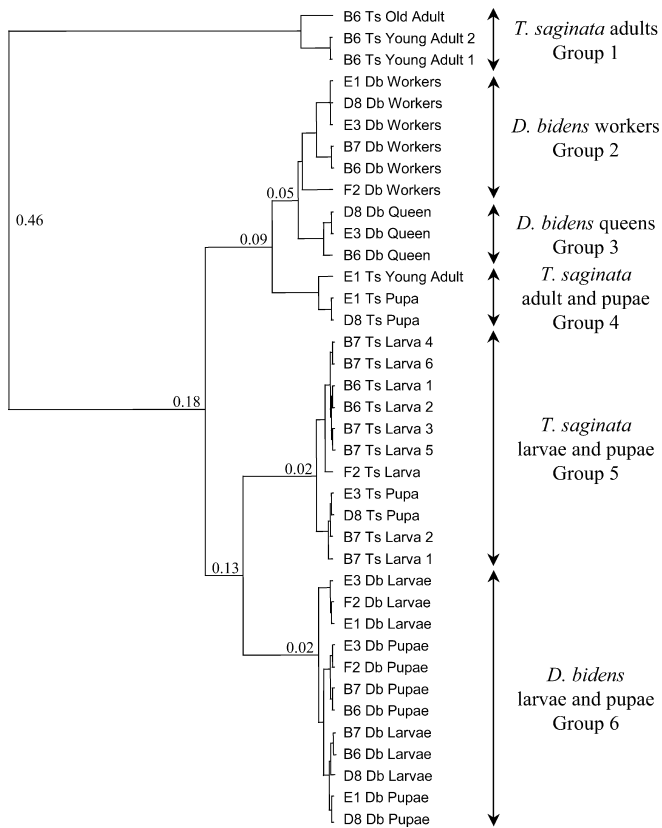 B6 Ts Old Adult
B6 Ts Young Adult 2
B6 Ts Young Adult 1
T. saginata adults
Group 1
E1 Db Workers
D8 Db Workers
E3 Db Workers
B7 Db Workers
B6 Db Workers
F2 Db Workers
D. bidens workers
Group 2
0.05
0.46
D8 Db Queen
E3 Db Queen
B6 Db Queen
D. bidens queens
Group 3
0.09
E1 Ts Young Adult
E1 Ts Pupa
D8 Ts Pupa
T. saginata
adult and pupae
Group 4
B7 Ts Larva 4
B7 Ts Larva 6
B6 Ts Larva 1
B6 Ts Larva 2
B7 Ts Larva 3
B7 Ts Larva 5
F2 Ts Larva
E3 Ts Pupa
D8 Ts Pupa
B7 Ts Larva 2
B7 Ts Larva 1
T. saginata
larvae and pupae
Group 5
0.18
0.02
0.13
E3 Db Larvae
F2 Db Larvae
E1 Db Larvae
E3 Db Pupae
F2 Db Pupae
B7 Db Pupae
B6 Db Pupae
B7 Db Larvae
B6 Db Larvae
D8 Db Larvae
E1 Db Pupae
D8 Db Pupae
0.02
D. bidens
larvae and pupae
Group 6